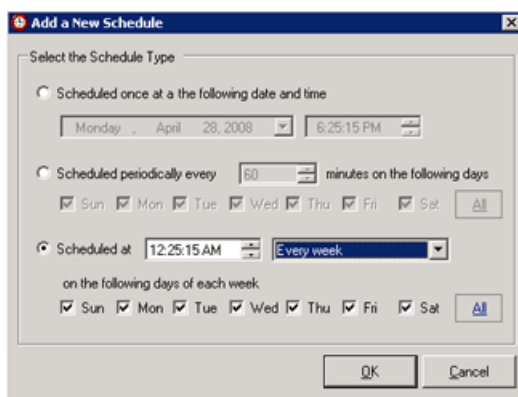 Add a New Schedule
Select the Schedule Type
Scheduled once at a the following date and time
Monday , April 28, 2008 6:25:15 PM
Scheduled periodically every 60 minutes on the following days
Sun Mon Tue Wed Thu Fri Sat All
Scheduled at 12:25:15 AM Every week
on the following days of each week
Sun Mon Tue Wed Thu Fri Sat All
OK Cancel